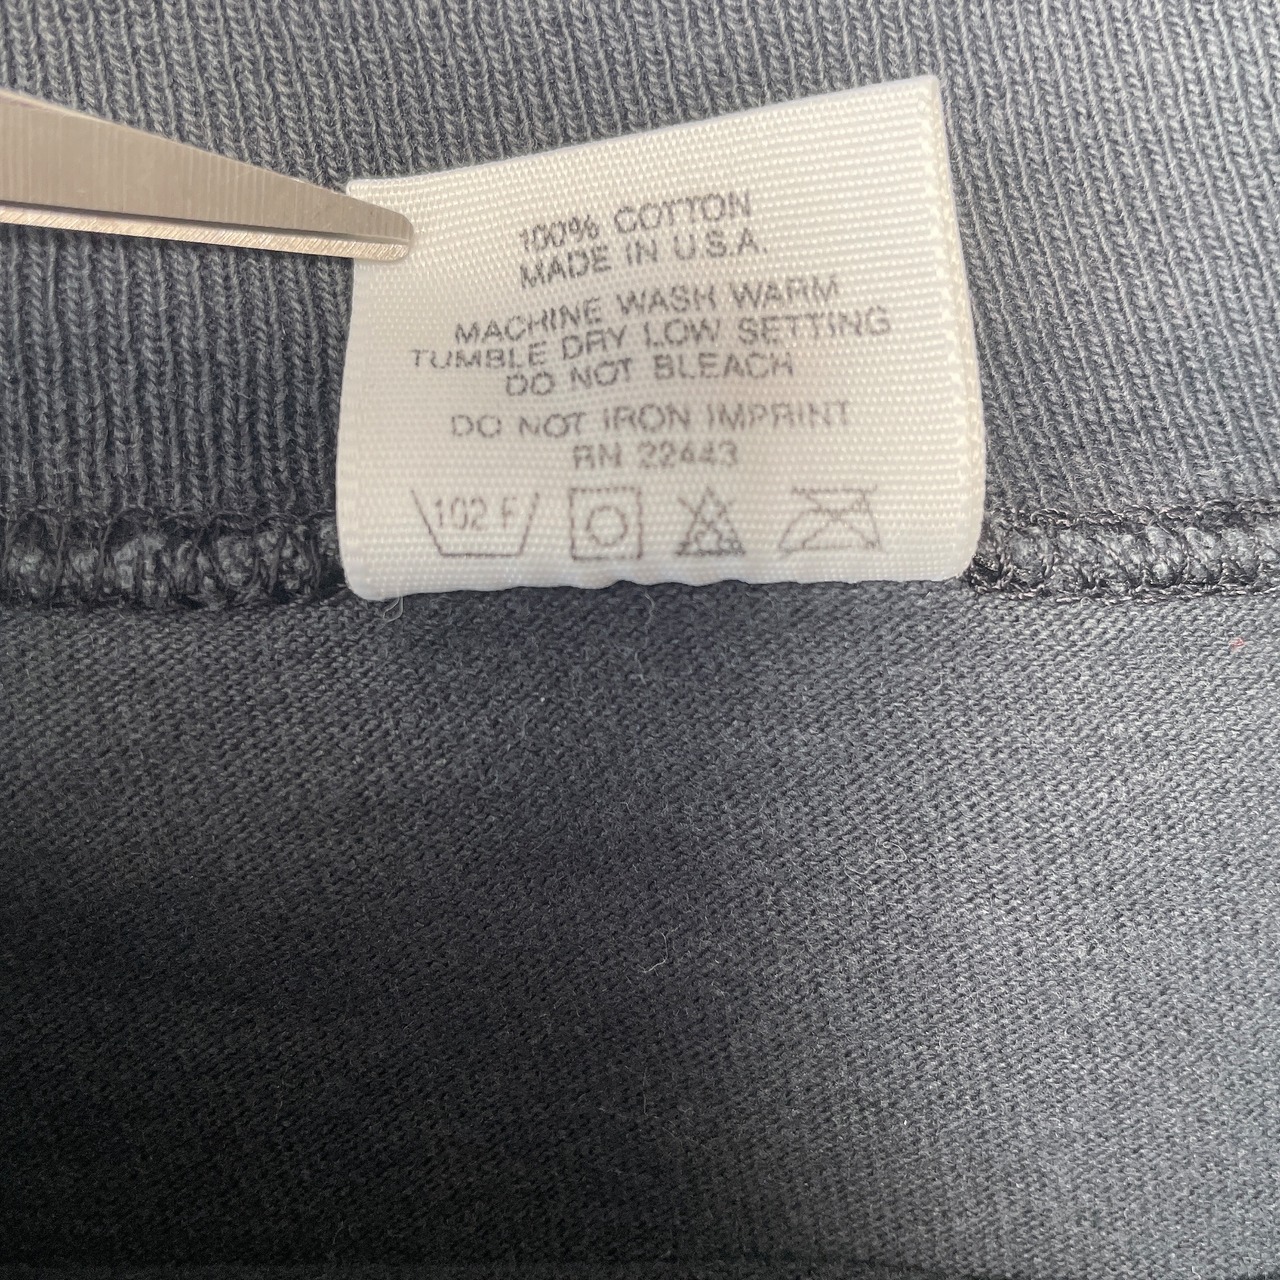 100% COTTON
MADE IN U.S.A.
MACHINE WASH WARM
TUMBLE DRY LOW SETTING
DO NOT BLEACH
DO NOT IRON IMPRINT
RN 22443
102 F